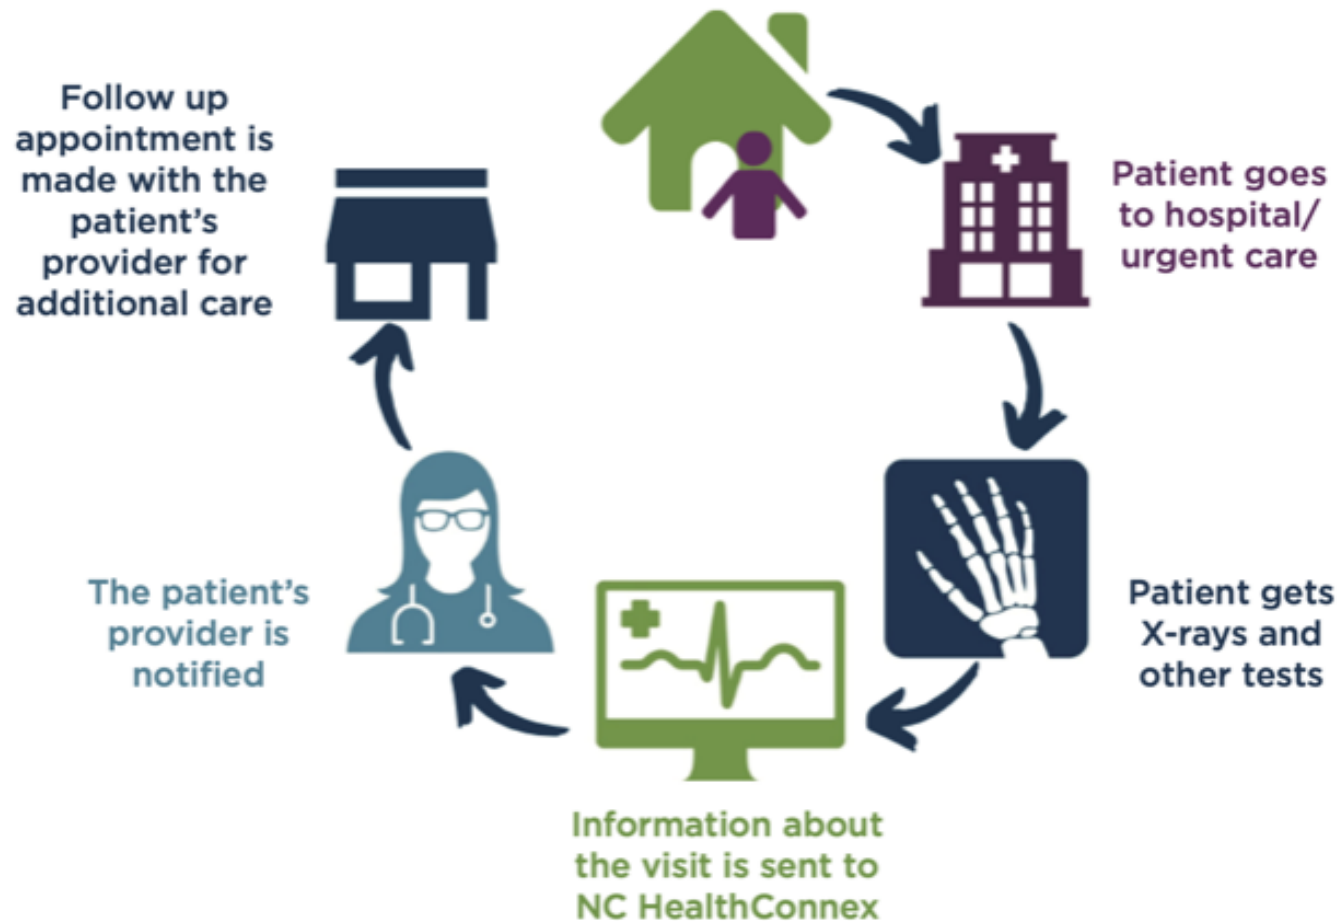 Patient goes
to hospital/
urgent care
Patient gets
X-rays and
other tests
Information about
the visit is sent to
NC HealthConnex
The patient's
provider is
notified
Follow up
appointment is
made with the
patient's
provider for
additional care